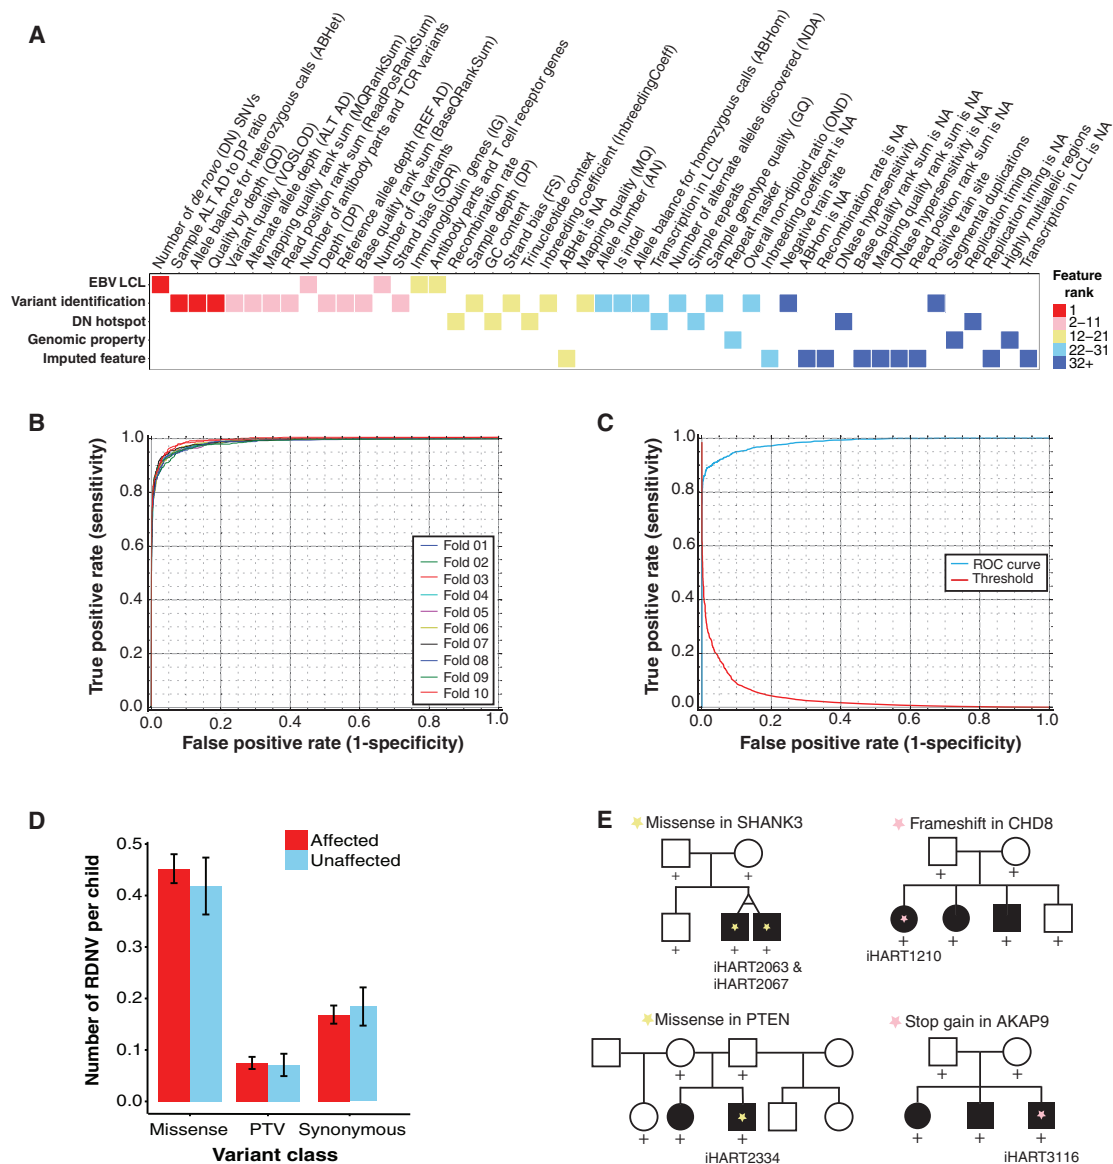 A
Number of de novo (DN) SNVs
Sample ALT AD to DP ratio
Allele balance for heterozygous calls (ABHet)
Quality by depth (QD)
Variant quality (VQSLOD)
Alternate allele depth (ALT AD)
Mapping quality rank sum (MQRankSum)
Read position rank sum (ReadPosRankSum)
Number of antibody parts and TCR variants
Depth (DP)
Reference allele depth (REF AD)
Base quality rank sum (BaseQRankSum)
Number of IG variants
Strand bias (SOR)
Immunoglobulin genes (IG)
Antibody parts and T cell receptor genes
Recombination rate
Sample depth (DP)
GC content
Strand bias (FS)
Trinucleotide context
Inbreeding coefficient (InbreedingCoeff)
ABHet is NA
Mapping quality (MQ)
Allele number (AN)
Is indel
Allele balance for homozygous calls (ABHom)
Transcription in LCL
Number of alternate alleles discovered (NDA)
Simple repeats
Sample genotype quality (GQ)
Repeat masker
Overall non-diploid ratio (OND)
Inbreeding coefficent is NA
Negative train site
ABHom is NA
Recombination rate is NA
DNase hypersensitivity
Base quality rank sum is NA
Mapping quality rank sum is NA
DNase hypersensitivity is NA
Read position rank sum is NA
Positive train site
Segmental duplications
Replication timing
Replication timing is NA
Highly multiallelic regions
Transcription in LCL is NA
EBV LCL
Variant identification
DN hotspot
Genomic property
Imputed feature
Feature
rank
1
2–11
12–21
22–31
32+
B
True positive rate (sensitivity)
1.0
0.8
0.6
0.4
0.2
0.0
0.0
0.2
0.4
0.6
0.8
1.0
False positive rate (1-specificity)
Fold 01
Fold 02
Fold 03
Fold 04
Fold 05
Fold 06
Fold 07
Fold 08
Fold 09
Fold 10
C
True positive rate (sensitivity)
1.0
0.8
0.6
0.4
0.2
0.0
0.0
0.2
0.4
0.6
0.8
1.0
False positive rate (1-specificity)
ROC curve
Threshold
D
Number of RDNV per child
0.5
0.4
0.3
0.2
0.1
0.0
Affected
Unaffected
Missense
PTV
Synonymous
Variant class
E
Missense in SHANK3
+ +
+ + +
iHART2063 &
iHART2067
Frameshift in CHD8
+ +
+ + + +
iHART1210
Missense in PTEN
+ +
+ + +
iHART2334
Stop gain in AKAP9
+ +
+ + +
iHART3116